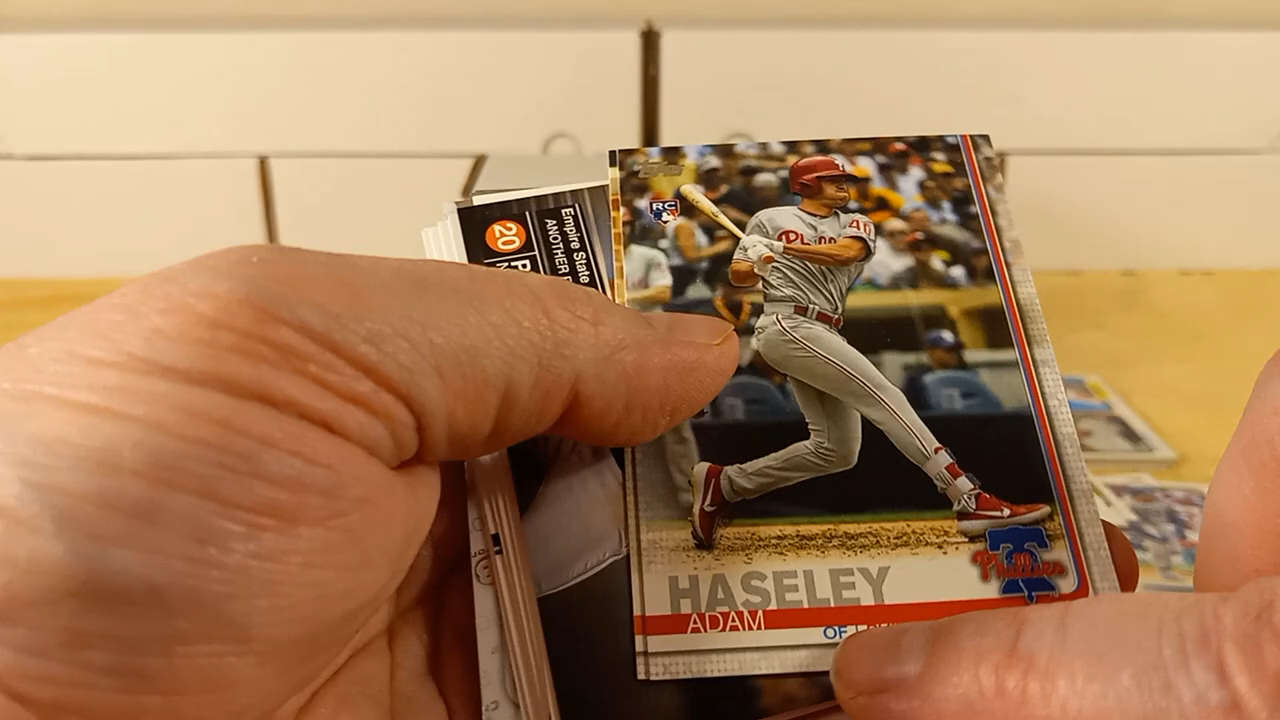 Topps
RC
20
Empire State
ANOTHER
Phillies
40
Phillies
HASELEY
ADAM
OF